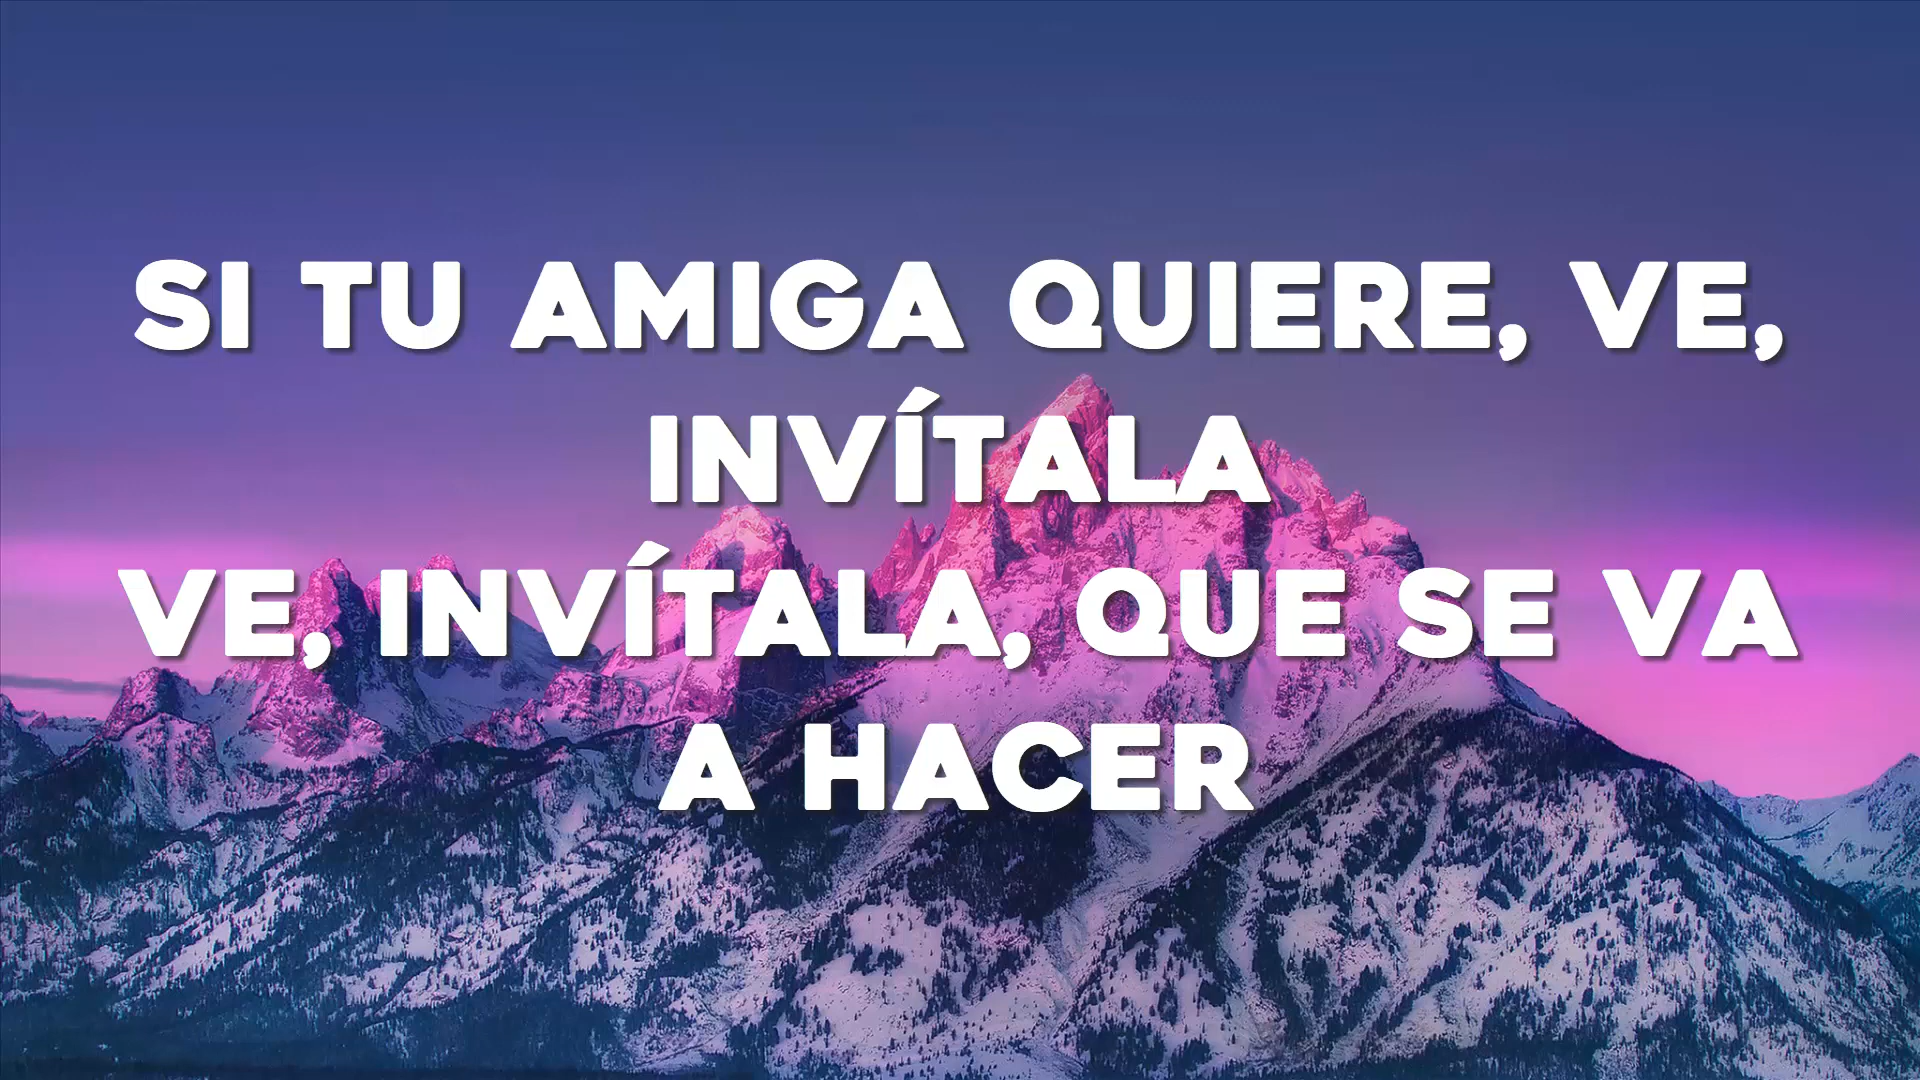 SI TU AMIGA QUIERE, VE,
INVÍTALA
VE, INVÍTALA, QUE SE VA
A HACER